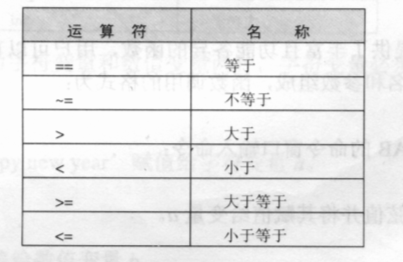 运 算 符 名 称
== 等于
~= 不等于
> 大于
< 小于
>= 大于等于
<= 小于等于